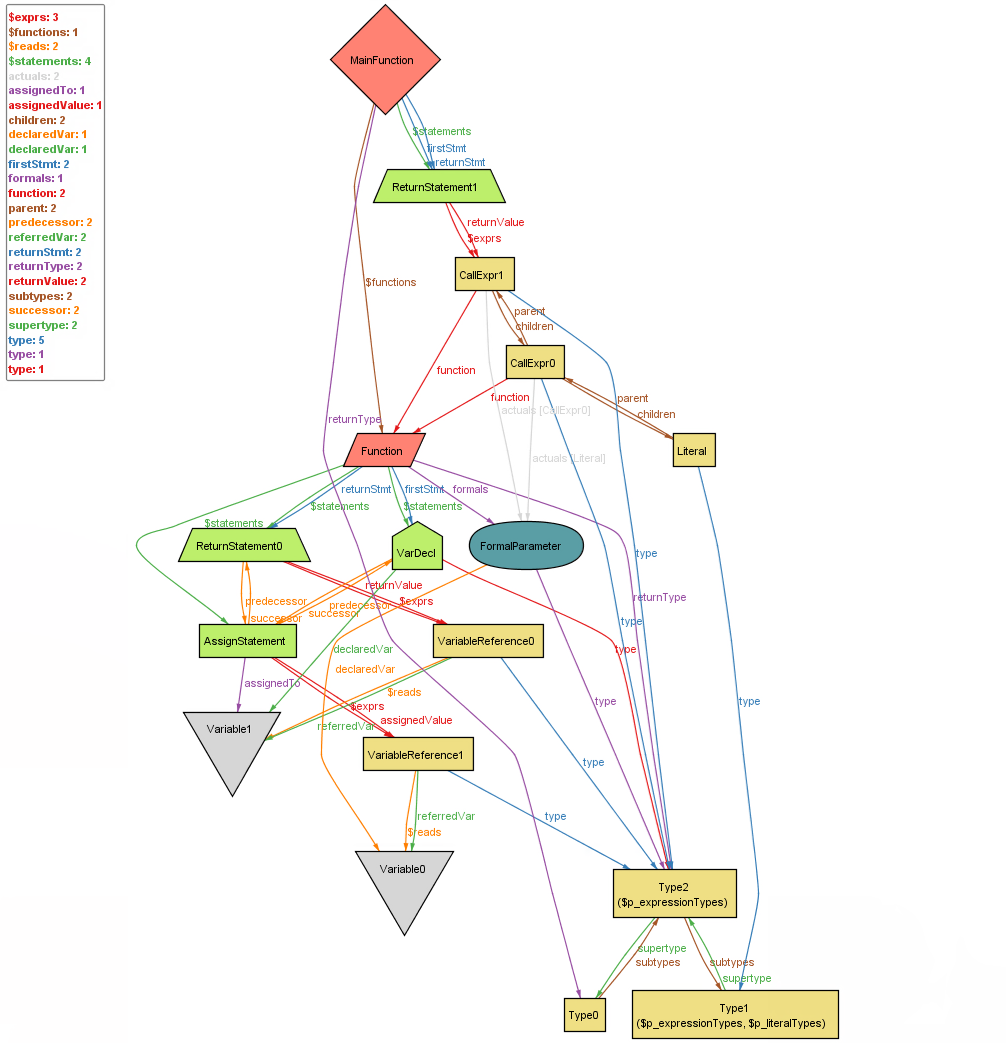 $exprs: 3
$functions: 1
$reads: 2
$statements: 4
actuals: 2
assignedTo: 1
assignedValue: 1
children: 2
declaredVar: 1
declaredVar: 1
firstStmt: 2
formals: 1
function: 2
parent: 2
predecessor: 2
referredVar: 2
returnStmt: 2
returnType: 2
returnValue: 2
subtypes: 2
successor: 2
supertype: 2
type: 5
type: 1
type: 1
MainFunction
$statements
firstStmt
returnStmt
ReturnStatement1
returnValue
$exprs
CallExpr1
$functions
parent
children
CallExpr0
function
function
parent
actuals [CallExpr0]
children
returnType
Function
Literal
actuals [Literal]
returnStmt
firstStmt
formals
$statements
$statements
$statements
ReturnStatement0
VarDecl
FormalParameter
type
returnValue
returnType
predecessor
$exprs
predecessor
successor
successor
type
AssignStatement
VariableReference0
declaredVar
type
declaredVar
assignedTo
$reads
type
type
$exprs
assignedValue
referredVar
Variable1
VariableReference1
type
referredVar
type
$reads
Variable0
Type2
($p_expressionTypes)
supertype
subtypes
subtypes
supertype
Type0
Type1
($p_expressionTypes, $p_literalTypes)